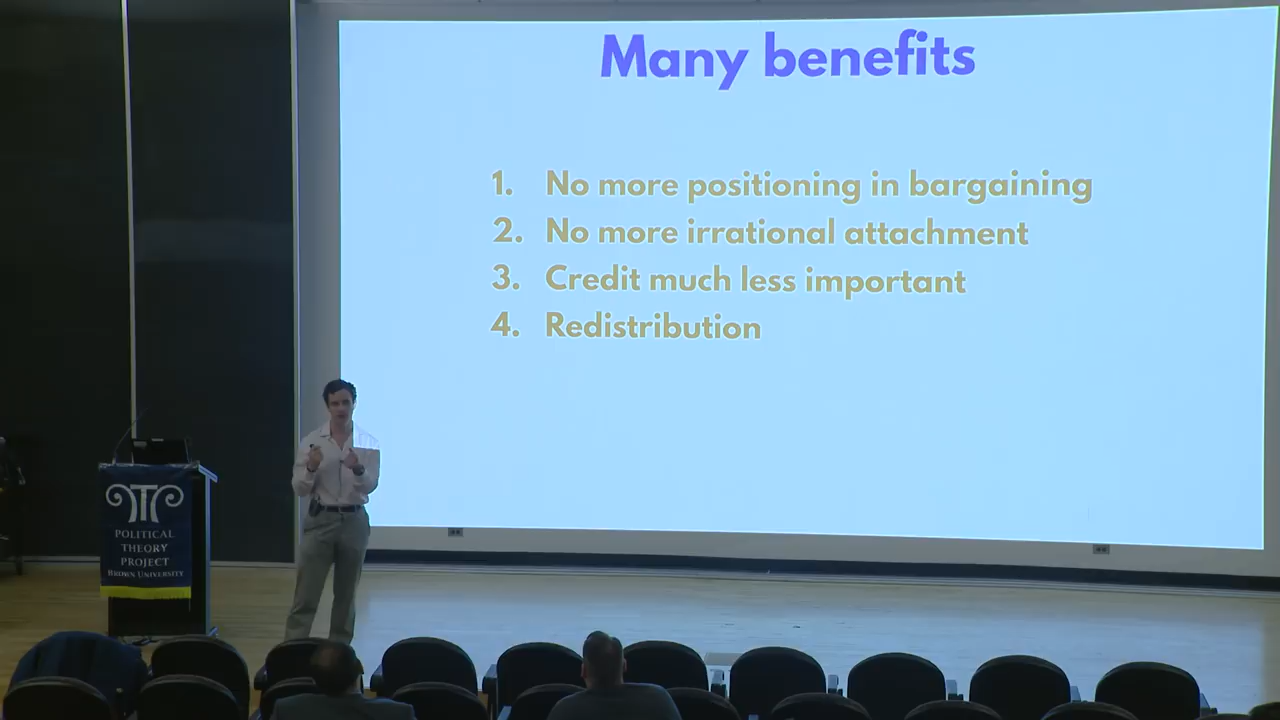 Many benefits
1. No more positioning in bargaining
2. No more irrational attachment
3. Credit much less important
4. Redistribution
POLITICAL
THEORY
PROJECT
BROWN UNIVERSITY